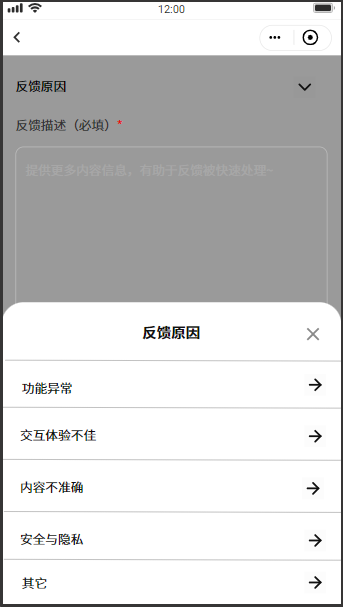 12:00
反馈原因
反馈描述（必填）*
提供更多内容信息，有助于反馈被快速处理~
反馈原因
功能异常
交互体验不佳
内容不准确
安全与隐私
其它